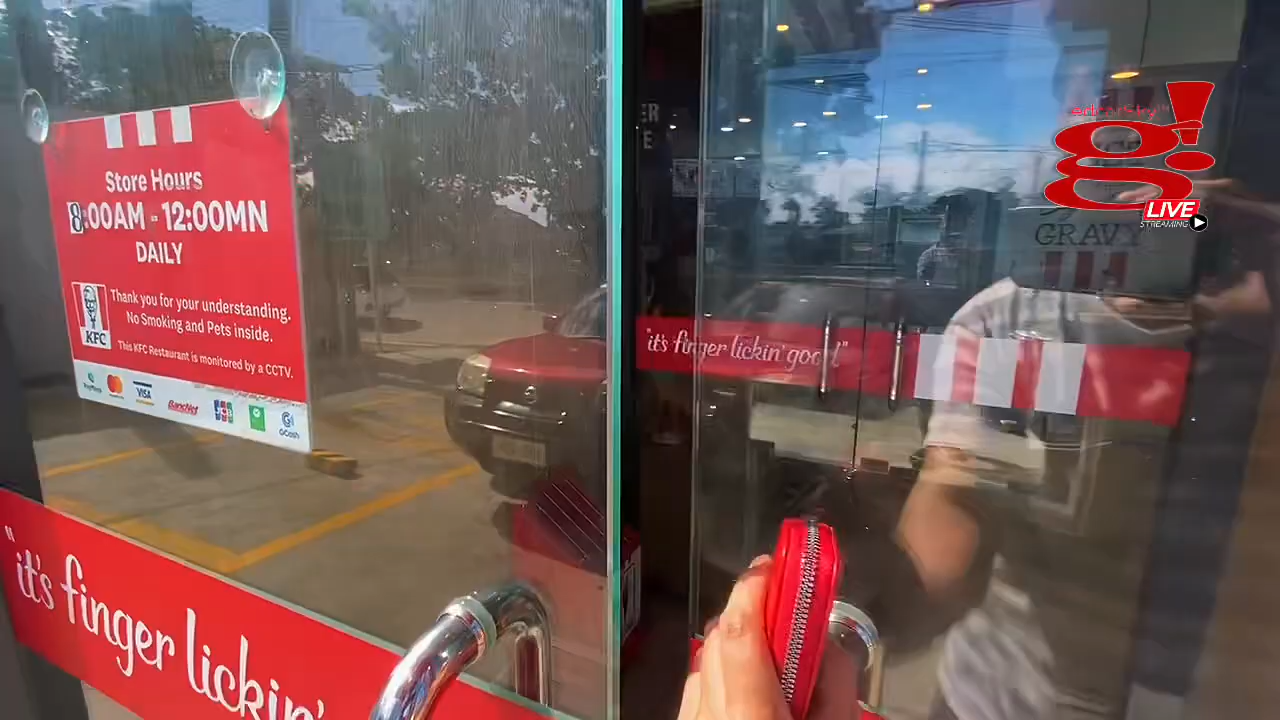 Store Hours
8:00AM - 12:00MN
DAILY
Thank you for your understanding.
No Smoking and Pets inside.
This KFC Restaurant is monitored by a CCTV.
KFC
PayMaya
MasterCard
VISA
BancNet
JCB
GCash
"it's finger lickin'
"it's finger lickin' good"
GRAVY
g!
LIVE
STREAMING